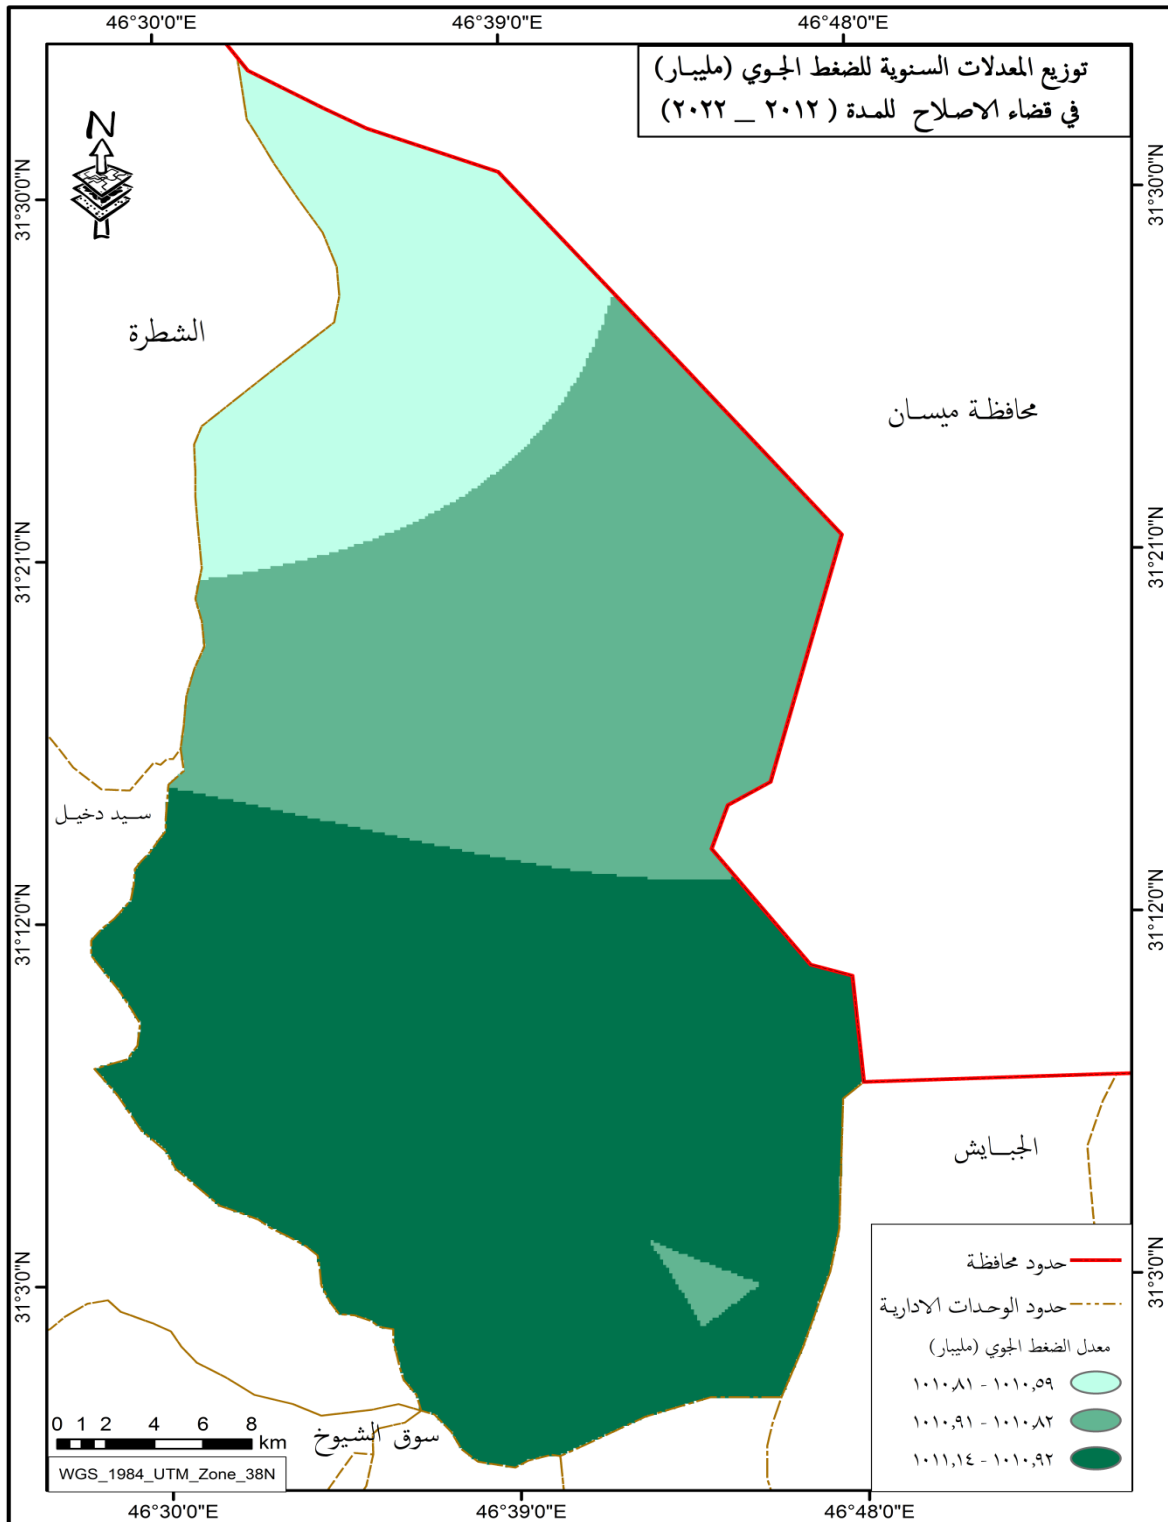 46°30'0"E
46°39'0"E
46°48'0"E
توزيع المعدلات السنوية للضغط الجوي (مليبار)
في قضاء الاصلاح للمدة ( ٢٠١٢ _ ٢٠٢٢)
N
31°30'0"N
31°30'0"N
الشطرة
محافظة ميسان
31°21'0"N
31°21'0"N
سيد دخيل
31°12'0"N
31°12'0"N
الجبايش
31°3'0"N
31°3'0"N
حدود محافظة
حدود الوحدات الادارية
معدل الضغط الجوي (مليبار)
١٠١٠,٥٩ - ١٠١٠,٨١
١٠١٠,٨٢ - ١٠١٠,٩١
١٠١٠,٩٢ - ١٠١١,١٤
سوق الشيوخ
0 1 2 4 6 8
km
WGS_1984_UTM_Zone_38N
46°30'0"E
46°39'0"E
46°48'0"E